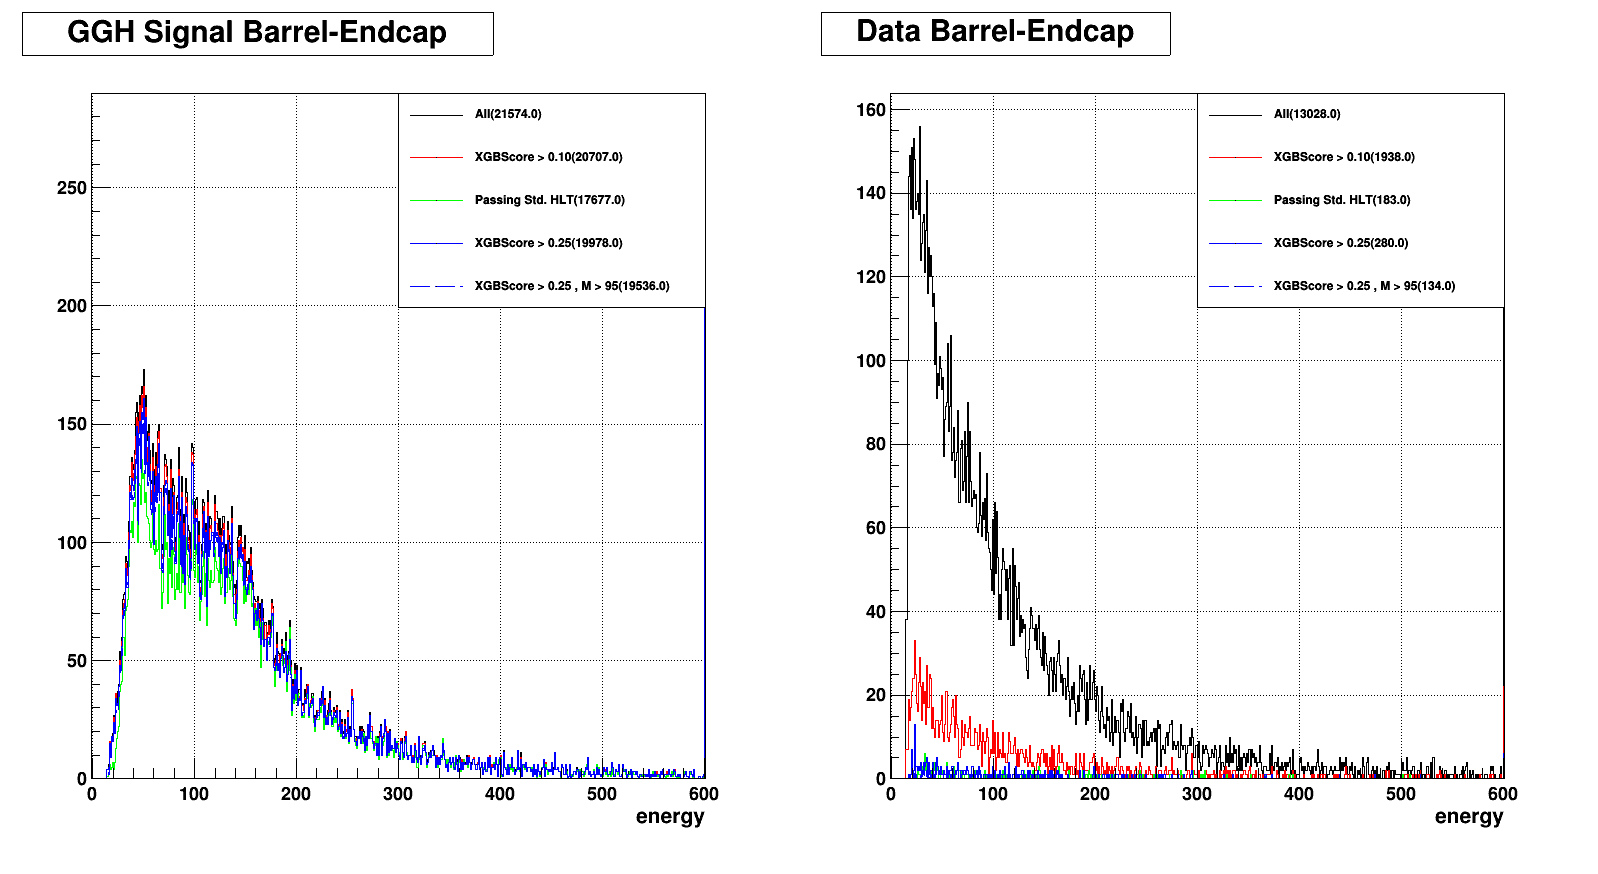 GGH Signal Barrel-Endcap
All(21574.0)
XGBScore > 0.10(20707.0)
Passing Std. HLT(17677.0)
XGBScore > 0.25(19978.0)
XGBScore > 0.25 , M > 95(19536.0)
250
200
150
100
50
0
0 100 200 300 400 500 600
energy
Data Barrel-Endcap
All(13028.0)
XGBScore > 0.10(1938.0)
Passing Std. HLT(183.0)
XGBScore > 0.25(280.0)
XGBScore > 0.25 , M > 95(134.0)
160
140
120
100
80
60
40
20
0
0 100 200 300 400 500 600
energy